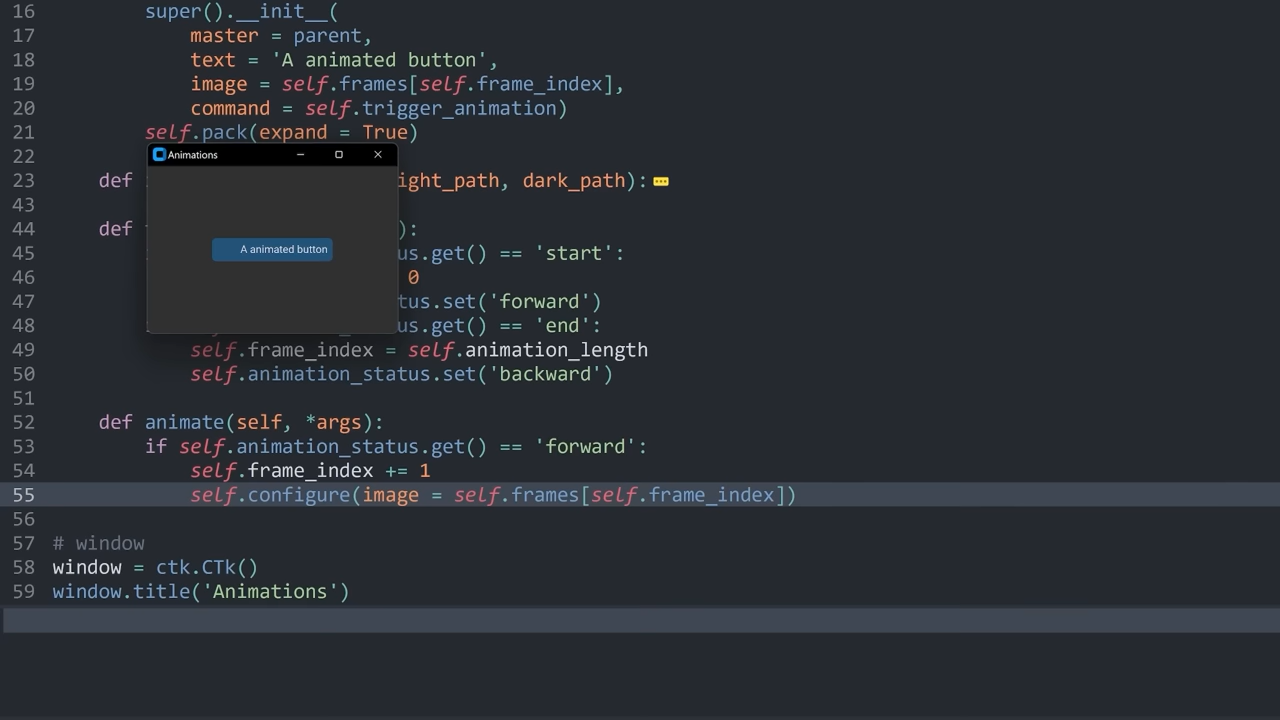 16 super().__init__(
17 master = parent,
18 text = 'A animated button',
19 image = self.frames[self.frame_index],
20 command = self.trigger_animation)
21 self.pack(expand = True)
22
Animations
23 def ight_path, dark_path):
43
44 def ):
A animated button
45 us.get() == 'start':
46 0
47 tus.set('forward')
48 us.get() == 'end':
49 self.frame_index = self.animation_length
50 self.animation_status.set('backward')
51
52 def animate(self, *args):
53 if self.animation_status.get() == 'forward':
54 self.frame_index += 1
55 self.configure(image = self.frames[self.frame_index])
56
57 # window
58 window = ctk.CTk()
59 window.title('Animations')